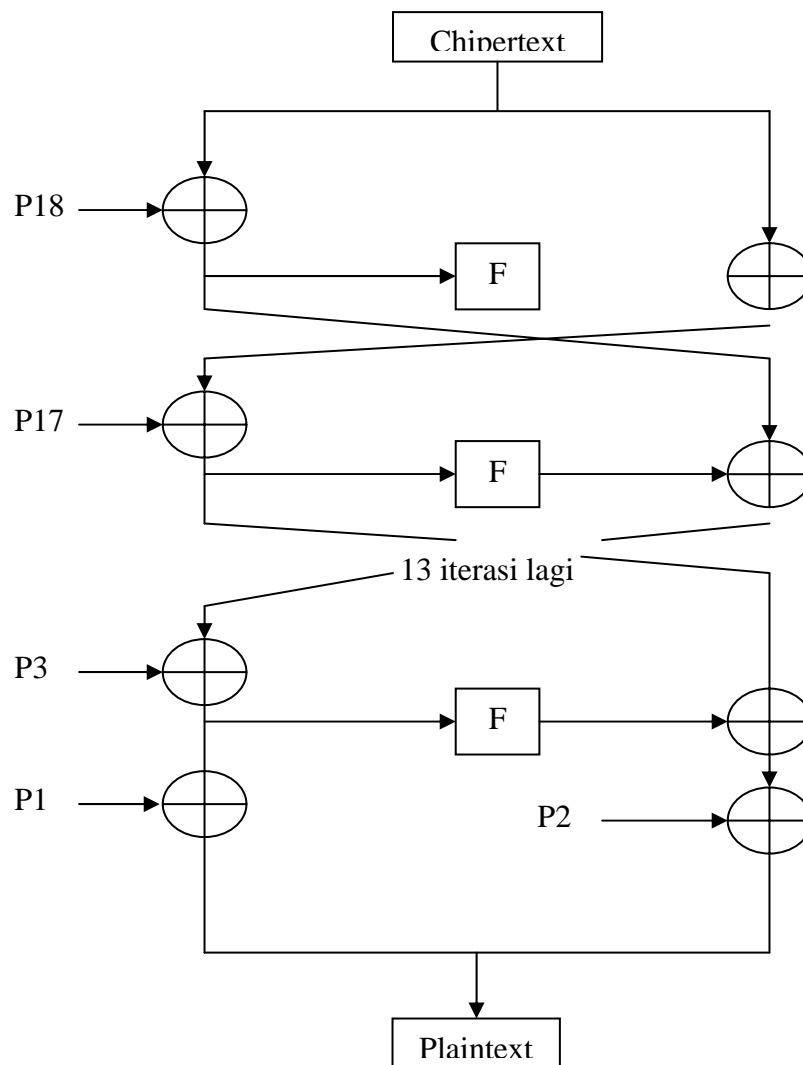 Chipertext
P18
F
P17
F
13 iterasi lagi
P3
F
P1
P2
Plaintext